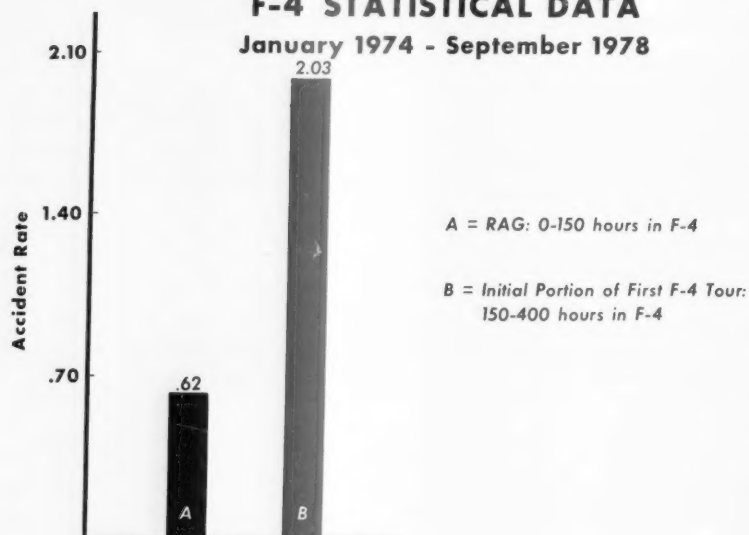 F-4 STATISTICAL DATA
January 1974 - September 1978
2.10
2.03
1.40
Accident Rate
A = RAG: 0-150 hours in F-4
B = Initial Portion of First F-4 Tour:
150-400 hours in F-4
.70
.62
A
B